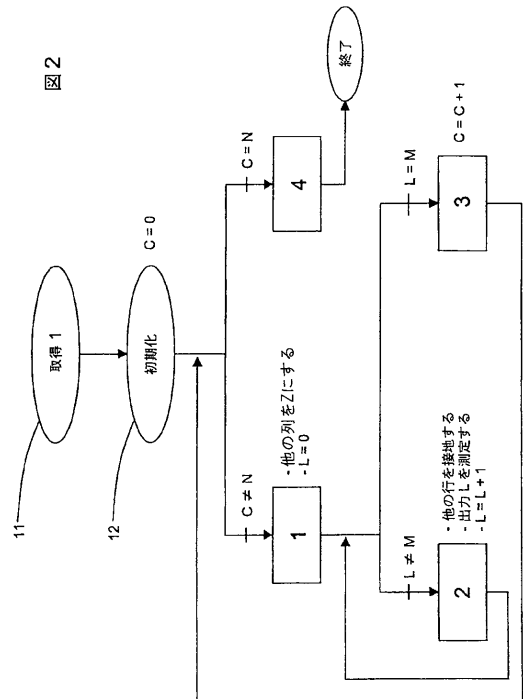 図2
11
取得 1
12
初期化
C = 0
C ≠ N
C = N
1
・他の列をZにする
-L=0
4
終了
L ≠ M
L = M
2
・他の行を接地する
・出力 L を測定する
-L=L+1
3
C = C + 1